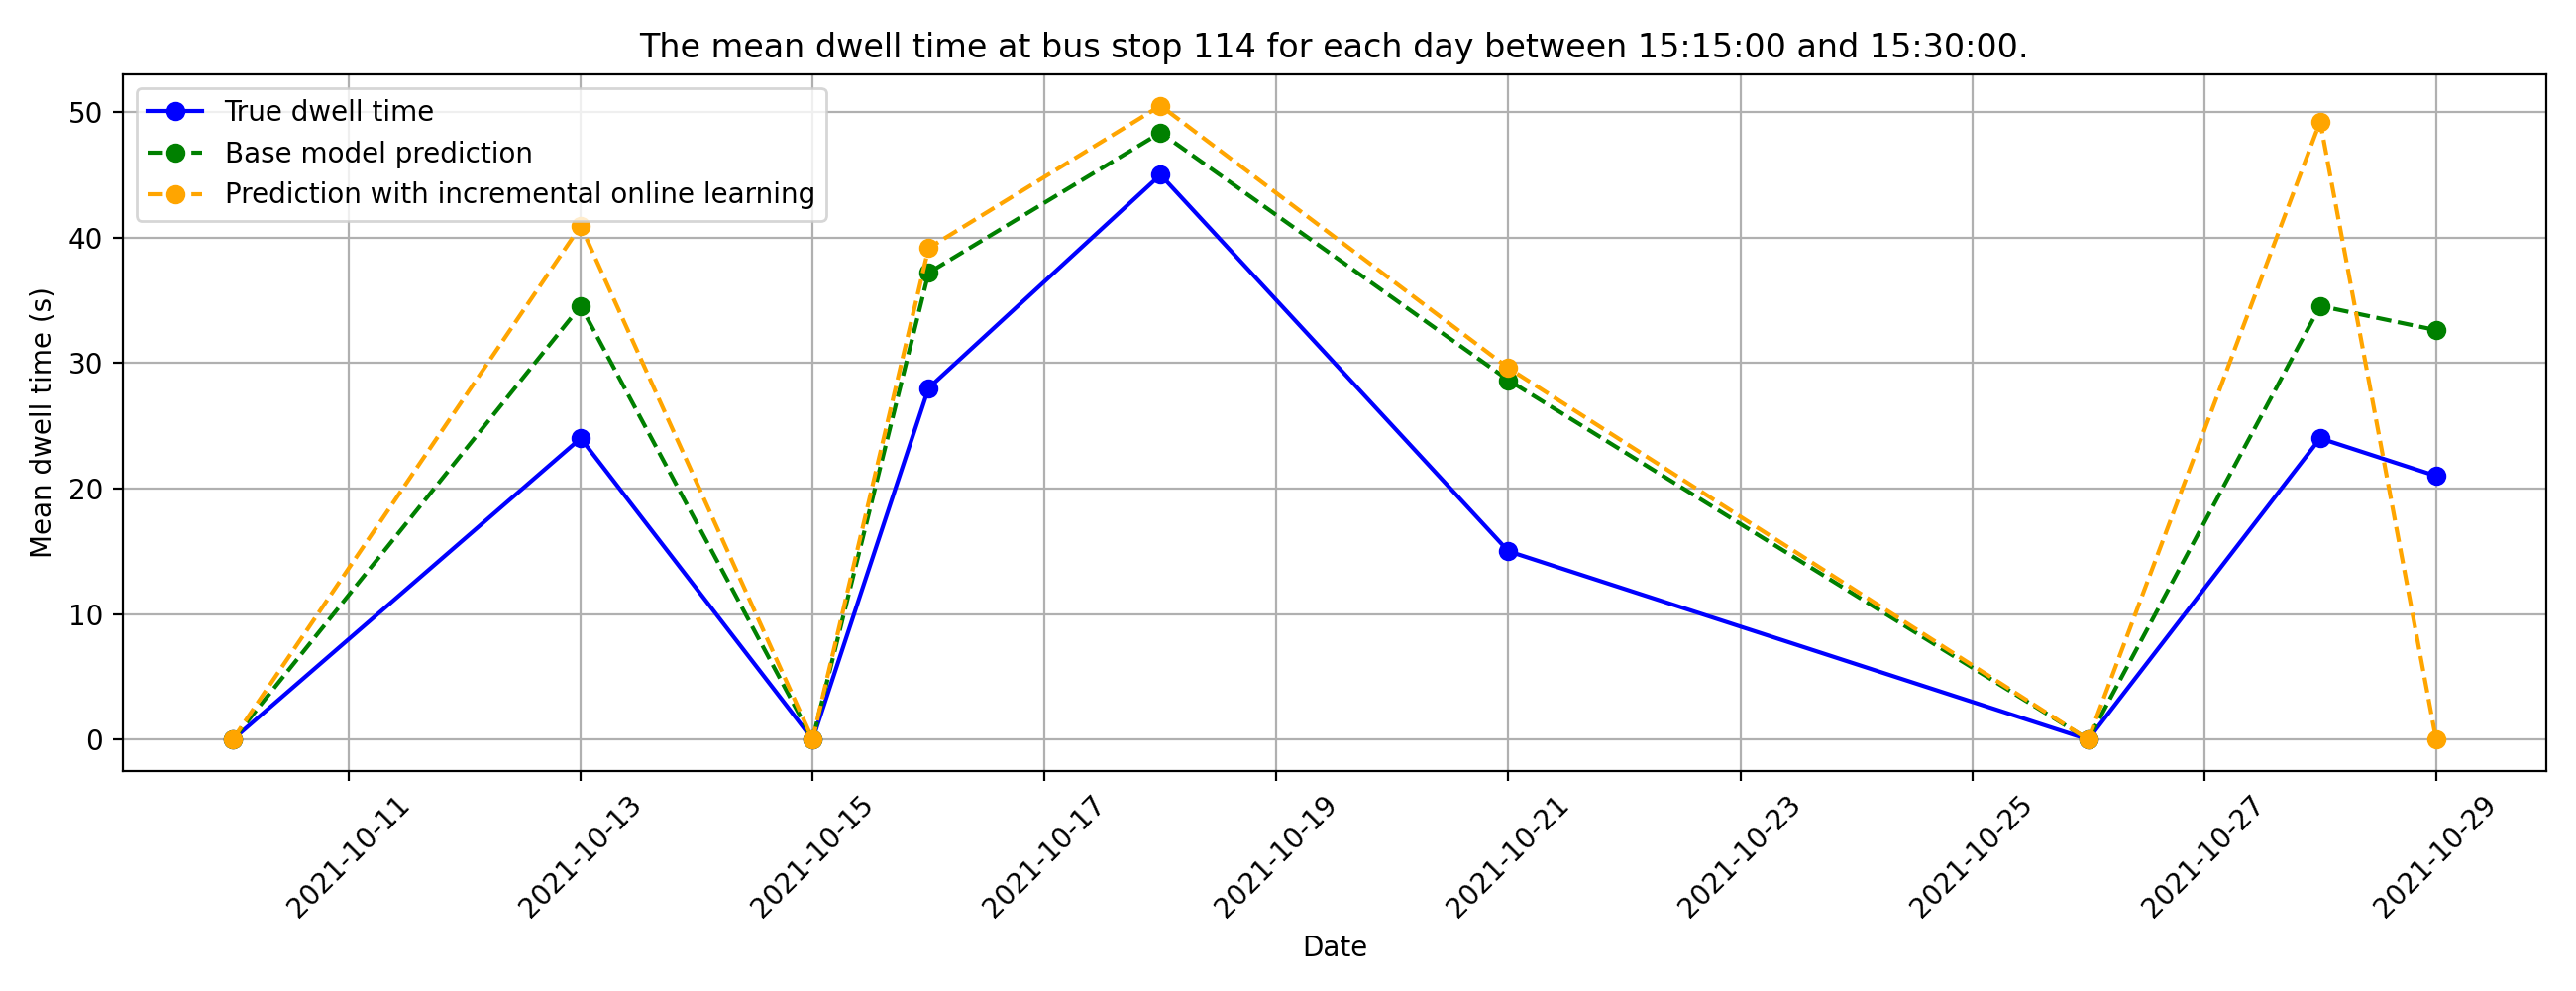 The mean dwell time at bus stop 114 for each day between 15:15:00 and 15:30:00.
True dwell time
Base model prediction
Prediction with incremental online learning
Mean dwell time (s)
50
40
30
20
10
0
2021-10-11
2021-10-13
2021-10-15
2021-10-17
2021-10-19
2021-10-21
2021-10-23
2021-10-25
2021-10-27
2021-10-29
Date